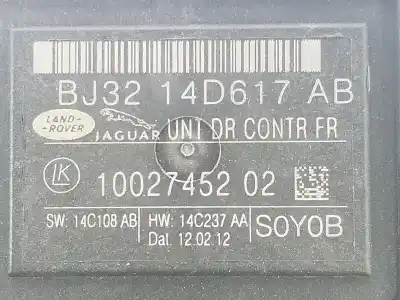 BJ32 14D617 AB
LAND-
ROVER
JAGUAR UNI DR CONTR FR
LK 10027452 02
SW: 14C108 AB HW: 14C237 AA SOYOB
Dat. 12.02.12